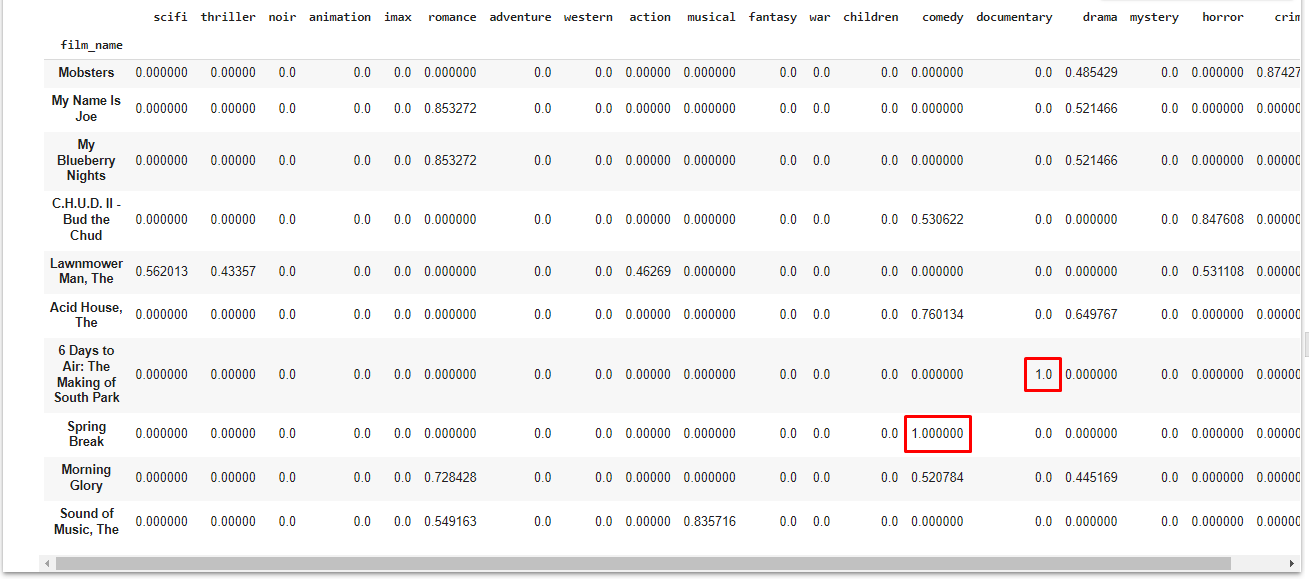 scifi thriller noir animation imax romance adventure western action musical fantasy war children comedy documentary drama mystery horror crim
film_name
Mobsters 0.000000 0.00000 0.0 0.0 0.0 0.000000 0.0 0.0 0.00000 0.000000 0.0 0.0 0.0 0.000000 0.0 0.485429 0.0 0.000000 0.87427
My Name Is
Joe 0.000000 0.00000 0.0 0.0 0.0 0.853272 0.0 0.0 0.00000 0.000000 0.0 0.0 0.0 0.000000 0.0 0.521466 0.0 0.000000 0.00000
My
Blueberry
Nights 0.000000 0.00000 0.0 0.0 0.0 0.853272 0.0 0.0 0.00000 0.000000 0.0 0.0 0.0 0.000000 0.0 0.521466 0.0 0.000000 0.00000
C.H.U.D. II -
Bud the
Chud 0.000000 0.00000 0.0 0.0 0.0 0.000000 0.0 0.0 0.00000 0.000000 0.0 0.0 0.0 0.530622 0.0 0.000000 0.0 0.847608 0.00000
Lawnmower
Man, The 0.562013 0.43357 0.0 0.0 0.0 0.000000 0.0 0.0 0.46269 0.000000 0.0 0.0 0.0 0.000000 0.0 0.000000 0.0 0.531108 0.00000
Acid House,
The 0.000000 0.00000 0.0 0.0 0.0 0.000000 0.0 0.0 0.00000 0.000000 0.0 0.0 0.0 0.760134 0.0 0.649767 0.0 0.000000 0.00000
6 Days to
Air: The
Making of
South Park 0.000000 0.00000 0.0 0.0 0.0 0.000000 0.0 0.0 0.00000 0.000000 0.0 0.0 0.0 0.000000 1.0 0.000000 0.0 0.000000 0.00000
Spring
Break 0.000000 0.00000 0.0 0.0 0.0 0.000000 0.0 0.0 0.00000 0.000000 0.0 0.0 0.0 1.000000 0.0 0.000000 0.0 0.000000 0.00000
Morning
Glory 0.000000 0.00000 0.0 0.0 0.0 0.728428 0.0 0.0 0.00000 0.000000 0.0 0.0 0.0 0.520784 0.0 0.445169 0.0 0.000000 0.00000
Sound of
Music, The 0.000000 0.00000 0.0 0.0 0.0 0.549163 0.0 0.0 0.00000 0.835716 0.0 0.0 0.0 0.000000 0.0 0.000000 0.0 0.000000 0.00000